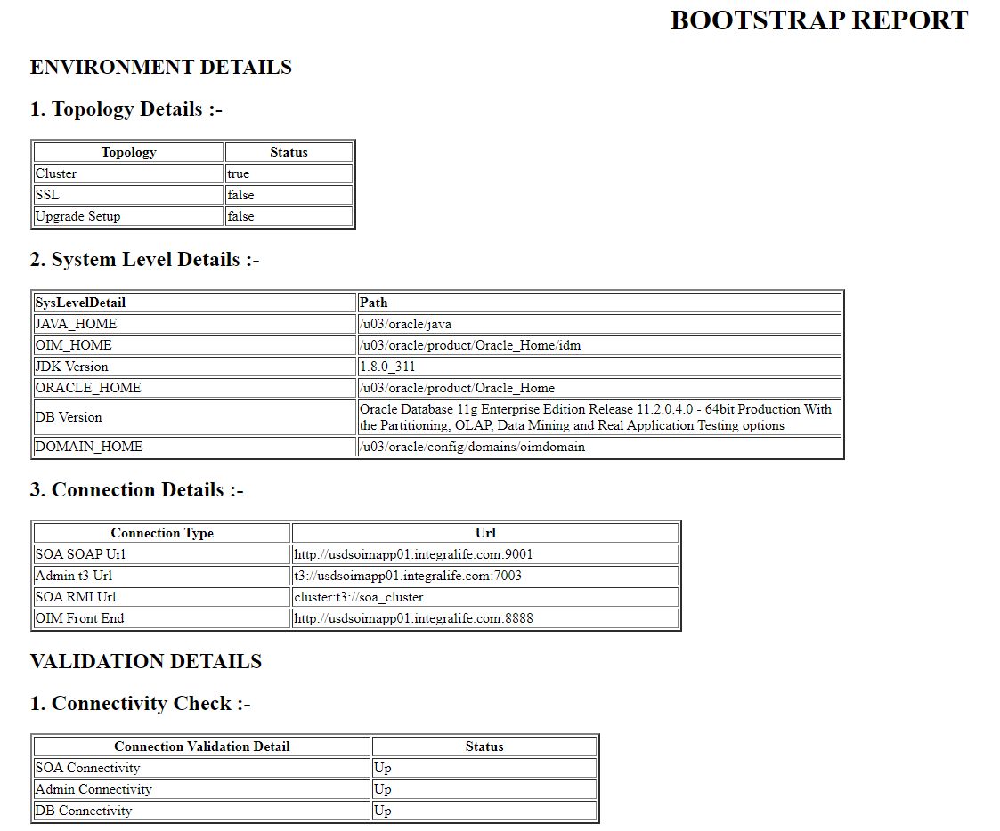 BOOTSTRAP REPORT
ENVIRONMENT DETAILS
1. Topology Details :-
Topology Status
Cluster true
SSL false
Upgrade Setup false
2. System Level Details :-
SysLevelDetail Path
JAVA_HOME /u03/oracle/java
OIM_HOME /u03/oracle/product/Oracle_Home/idm
JDK Version 1.8.0_311
ORACLE_HOME /u03/oracle/product/Oracle_Home
DB Version Oracle Database 11g Enterprise Edition Release 11.2.0.4.0 - 64bit Production With
the Partitioning, OLAP, Data Mining and Real Application Testing options
DOMAIN_HOME /u03/oracle/config/domains/oimdomain
3. Connection Details :-
Connection Type Url
SOA SOAP Url http://usdsoimapp01.integralife.com:9001
Admin t3 Url t3://usdsoimapp01.integralife.com:7003
SOA RMI Url cluster:t3://soa_cluster
OIM Front End http://usdsoimapp01.integralife.com:8888
VALIDATION DETAILS
1. Connectivity Check :-
Connection Validation Detail Status
SOA Connectivity Up
Admin Connectivity Up
DB Connectivity Up